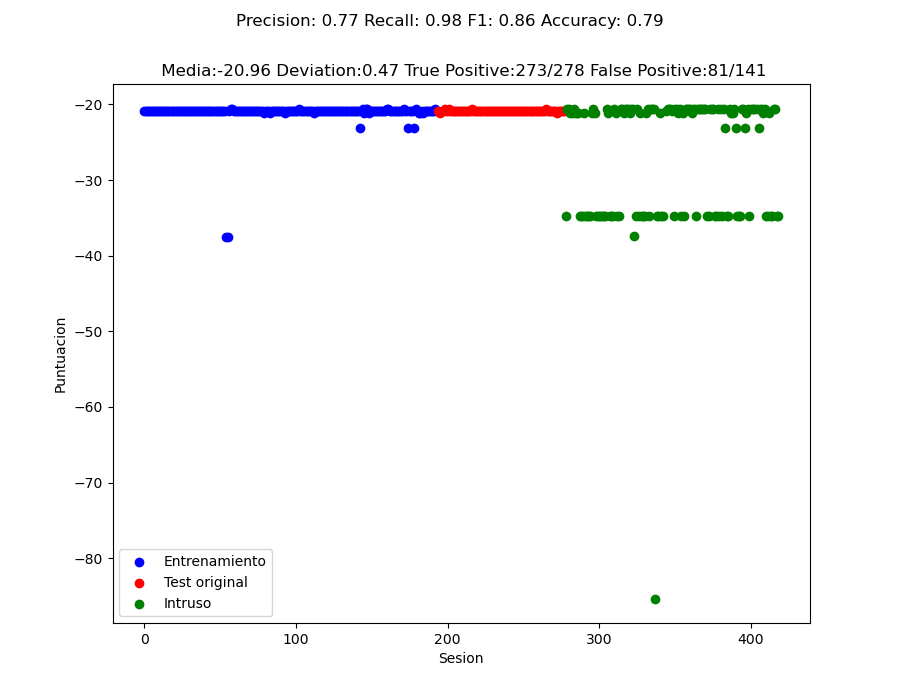 Precision: 0.77 Recall: 0.98 F1: 0.86 Accuracy: 0.79
Media:-20.96 Deviation:0.47 True Positive:273/278 False Positive:81/141
−20
−30
−40
−50
−60
−70
−80
Puntuacion
Entrenamiento
Test original
Intruso
0 100 200 300 400
Sesion